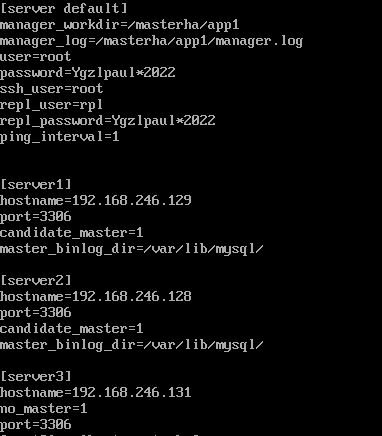 [server default]
manager_workdir=/masterha/app1
manager_log=/masterha/app1/manager.log
user=root
password=Ygzlpaul*2022
ssh_user=root
repl_user=rpl
repl_password=Ygzlpaul*2022
ping_interval=1
[server1]
hostname=192.168.246.129
port=3306
candidate_master=1
master_binlog_dir=/var/lib/mysql/
[server2]
hostname=192.168.246.128
port=3306
candidate_master=1
master_binlog_dir=/var/lib/mysql/
[server3]
hostname=192.168.246.131
no_master=1
port=3306